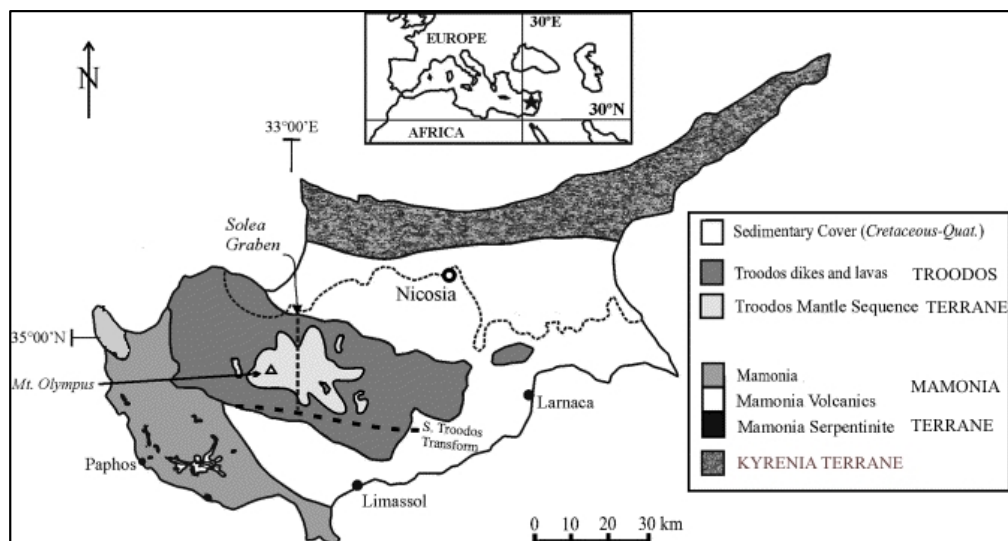 N
EUROPE
AFRICA
30ºE
30ºN
33°00"E
Solea
Graben
Nicosia
35°00"N
Mt. Olympus
S. Troodos
Transform
Larnaca
Paphos
Limassol
0 10 20 30 km
Sedimentary Cover (Cretaceous-Quat.)
Troodos dikes and lavas TROODOS
Troodos Mantle Sequence TERRANE
Mamonia MAMONIA
Mamonia Volcanics
Mamonia Serpentinite TERRANE
KYRENIA TERRANE